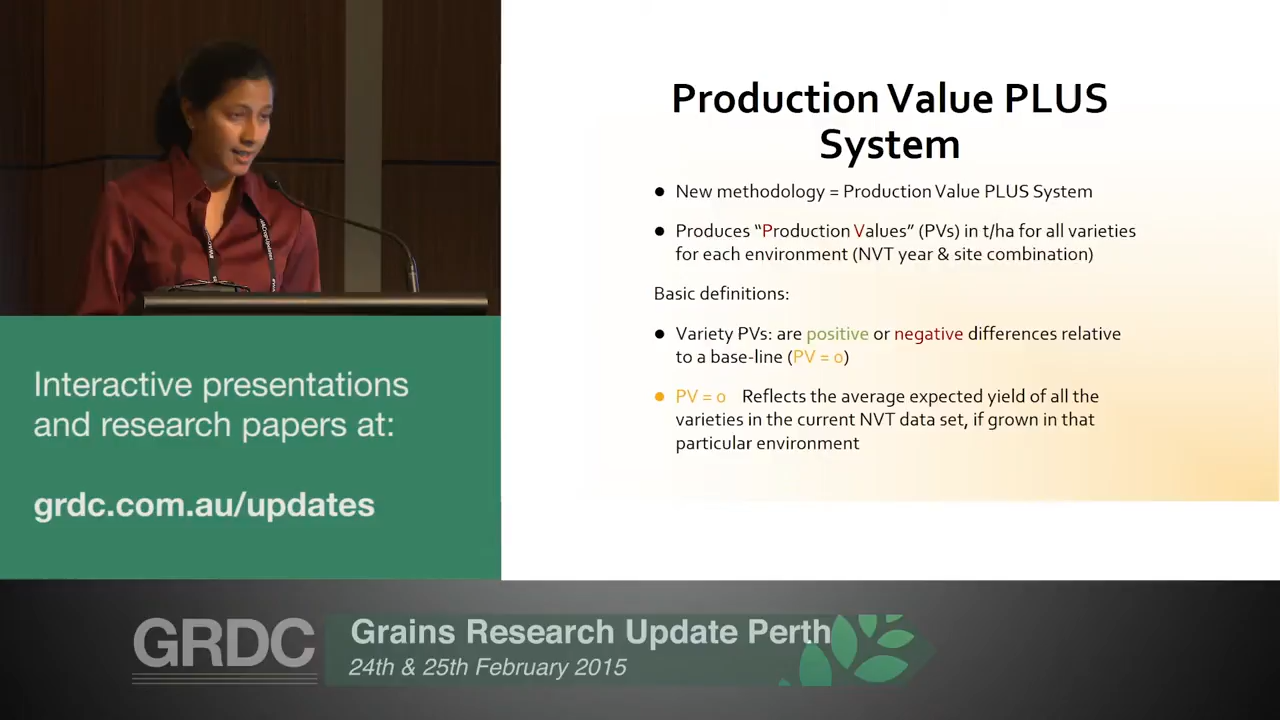 Production Value PLUS
System
● New methodology = Production Value PLUS System
● Produces “Production Values” (PVs) in t/ha for all varieties
for each environment (NVT year & site combination)
Basic definitions:
● Variety PVs: are positive or negative differences relative
to a base-line (PV = 0)
● PV = 0 Reflects the average expected yield of all the
varieties in the current NVT data set, if grown in that
particular environment
Interactive presentations
and research papers at:
grdc.com.au/updates
GRDC
Grains Research Update Perth
24th & 25th February 2015